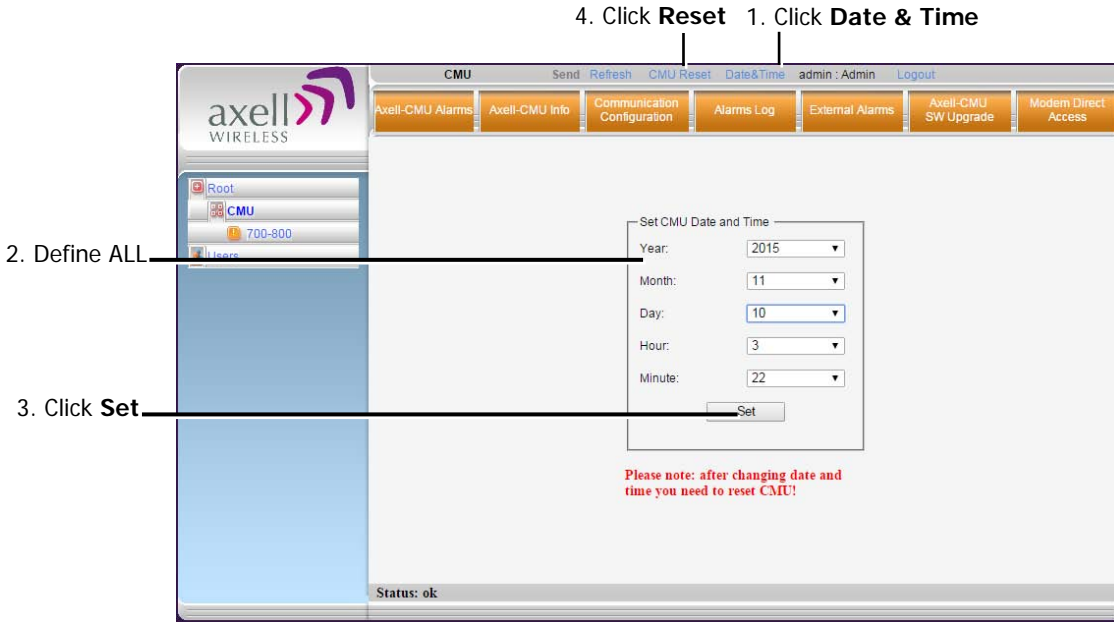 4. Click Reset 1. Click Date & Time
CMU Send Refresh CMU Reset Date&Time admin : Admin Logout
axell
WIRELESS
Axell-CMU Alarms
Axell-CMU Info
Communication
Configuration
Alarms Log
External Alarms
Axell-CMU
SW Upgrade
Modem Direct
Access
Root
CMU
700-800
Users
2. Define ALL
Set CMU Date and Time
Year: 2015
Month: 11
Day: 10
Hour: 3
Minute: 22
3. Click Set
Set
Please note: after changing date and
time you need to reset CMU!
Status: ok